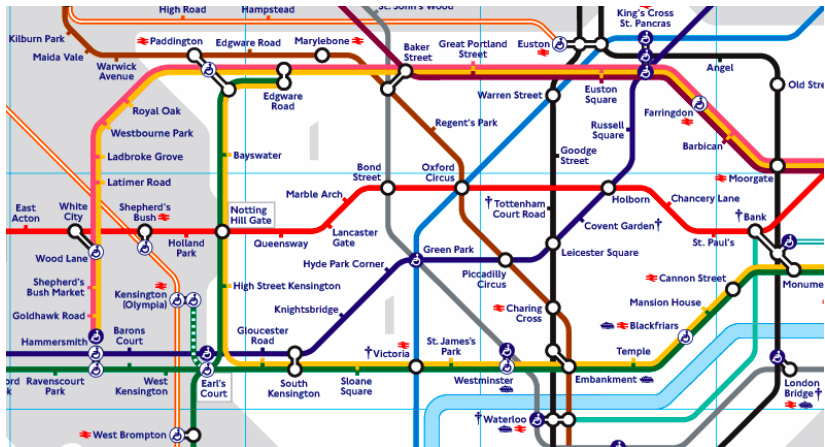 High Road
Hampstead
St. John's Wood
King's Cross
St. Pancras
Kilburn Park
Paddington
Edgware Road
Marylebone
Euston
Maida Vale
Baker
Street
Great Portland
Street
Warwick
Avenue
Angel
Edgware
Road
Warren Street
Euston
Square
Old Stre
Royal Oak
Farringdon
Westbourne Park
Regent's Park
Russell
Square
Barbican
Ladbroke Grove
Bayswater
Goodge
Street
Latimer Road
Bond
Street
Oxford
Circus
Moorgate
East
Acton
White
City
Shepherd's
Bush
Notting
Hill Gate
Marble Arch
†Tottenham
Court Road
Holborn
Chancery Lane
†Bank
Holland
Park
Queensway
Lancaster
Gate
Covent Garden†
St. Paul's
Wood Lane
Hyde Park Corner
Green Park
Leicester Square
Piccadilly
Circus
Cannon Street
Monume
Shepherd's
Bush Market
Kensington
(Olympia)
High Street Kensington
Mansion House
Goldhawk Road
Knightsbridge
Charing
Cross
Blackfriars
Hammersmith
Barons
Court
Gloucester
Road
†Victoria
St. James's
Park
Temple
ord
k
Ravenscourt
Park
West
Kensington
Earl's
Court
South
Kensington
Sloane
Square
Westminster
Embankment
London
Bridge†
West Brompton
†Waterloo